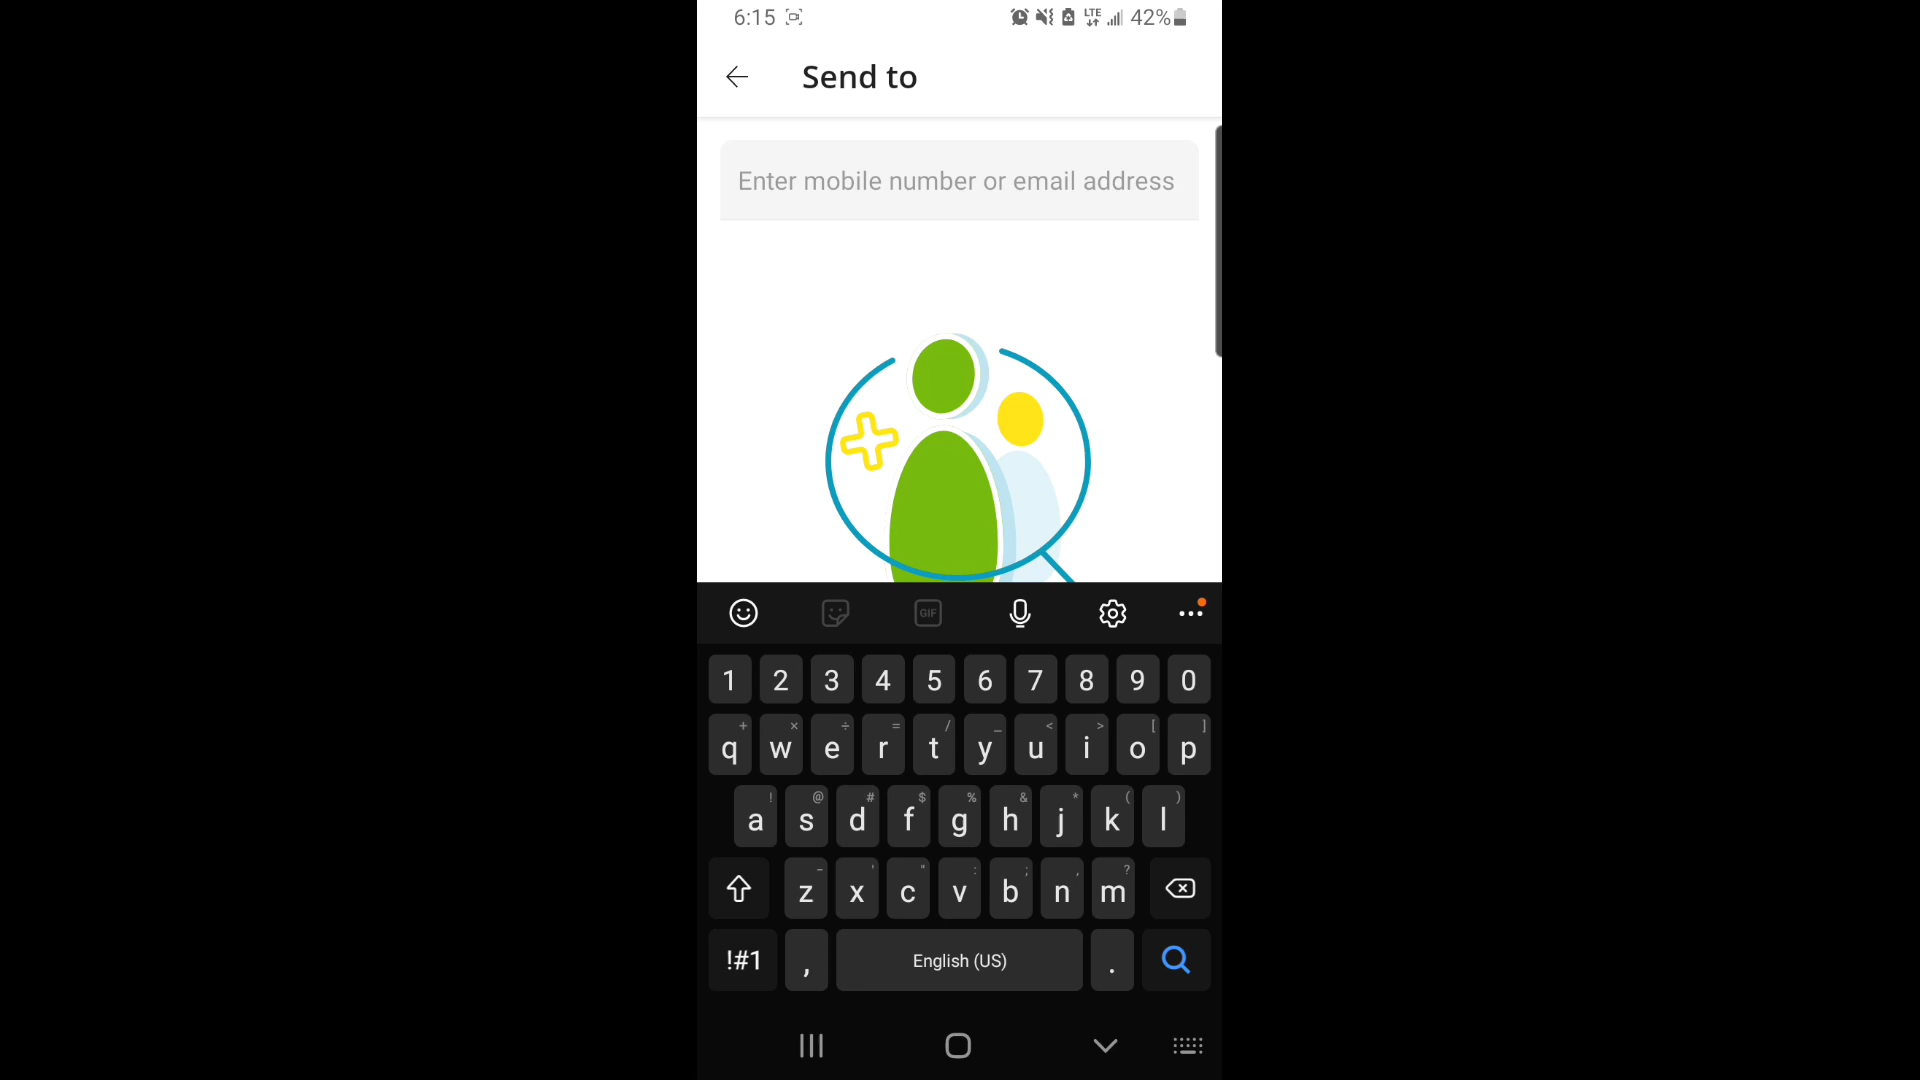 6:15 LTE 42%
Send to
Enter mobile number or email address
GIF
1 2 3 4 5 6 7 8 9 0
+ × ÷ = / _ < > [ ]
q w e r t y u i o p
! @ # $ % & * ( )
a s d f g h j k l
- ' " : ; , ?
z x c v b n m
!#1 , English (US) .